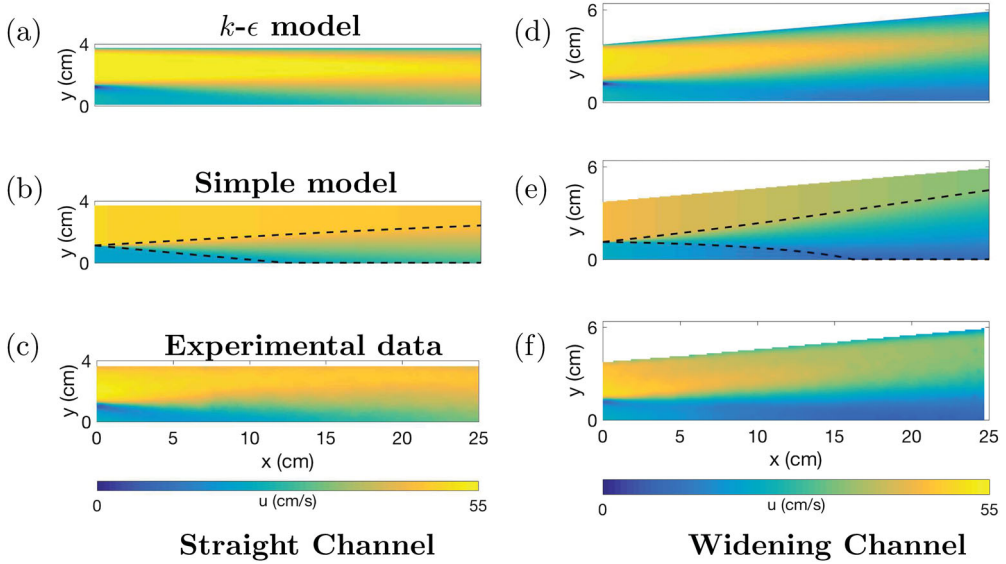 (a)
k-ϵ model
4
y (cm)
0
(d)
6
y (cm)
0
(b)
Simple model
4
y (cm)
0
(e)
6
y (cm)
0
(c)
Experimental data
4
y (cm)
0
0 5 10 15 20 25
x (cm)
(f)
6
y (cm)
0
0 5 10 15 20 25
x (cm)
0 u (cm/s) 55
0 u (cm/s) 55
Straight Channel
Widening Channel